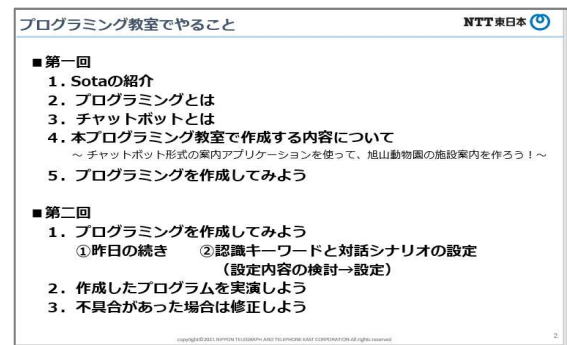 プログラミング教室でやること
NTT東日本
■第一回
1．Sotaの紹介
2．プログラミングとは
3．チャットボットとは
4．本プログラミング教室で作成する内容について
～ チャットボット形式の案内アプリケーションを使って、旭山動物園の施設案内を作ろう！～
5．プログラミングを作成してみよう
■第二回
1．プログラミングを作成してみよう
①昨日の続き　②認識キーワードと対話シナリオの設定
（設定内容の検討→設定）
2．作成したプログラムを実演しよう
3．不具合があった場合は修正しよう
copyright© 2021 NIPPON TELEGRAPH AND TELEPHONE EAST CORPORATION All rights reserved
2